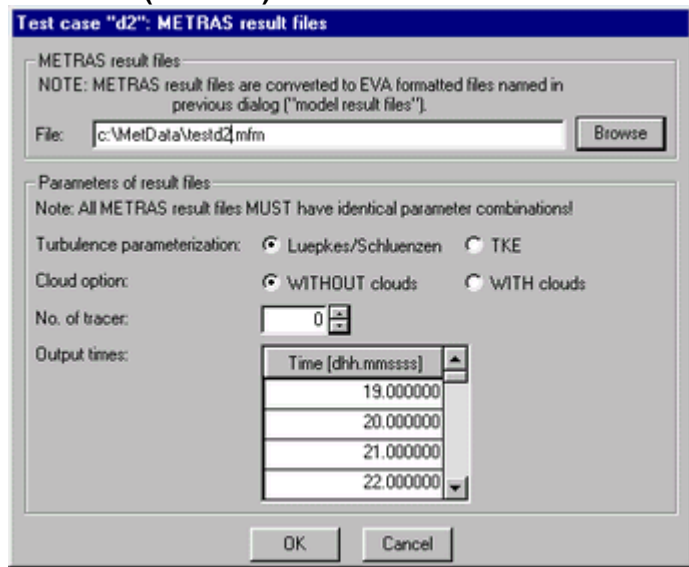 Test case "d2": METRAS result files
METRAS result files
NOTE: METRAS result files are converted to EVA formatted files named in
previous dialog ("model result files").
File: c:\MetData\testd2.mfm Browse
Parameters of result files
Note: All METRAS result files MUST have identical parameter combinations!
Turbulence parameterization: Luepkes/Schluenzen TKE
Cloud option: WITHOUT clouds WITH clouds
No. of tracer: 0
Output times: Time [dhh.mmssss]
19.000000
20.000000
21.000000
22.000000
OK Cancel